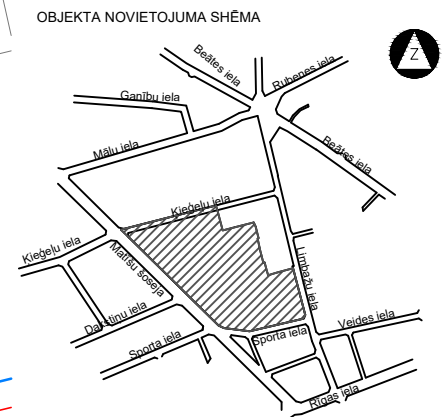 OBJEKTA NOVIETOJUMA SHĒMA
Z
Beātes iela
Rubenes iela
Ganību iela
Mālu iela
Beātes iela
Ķieģeļu iela
Ķieģeļu iela
Matīšu šoseja
Limbažu iela
Dakstiņu iela
Sporta iela
Sporta iela
Veides iela
Rīgas iela